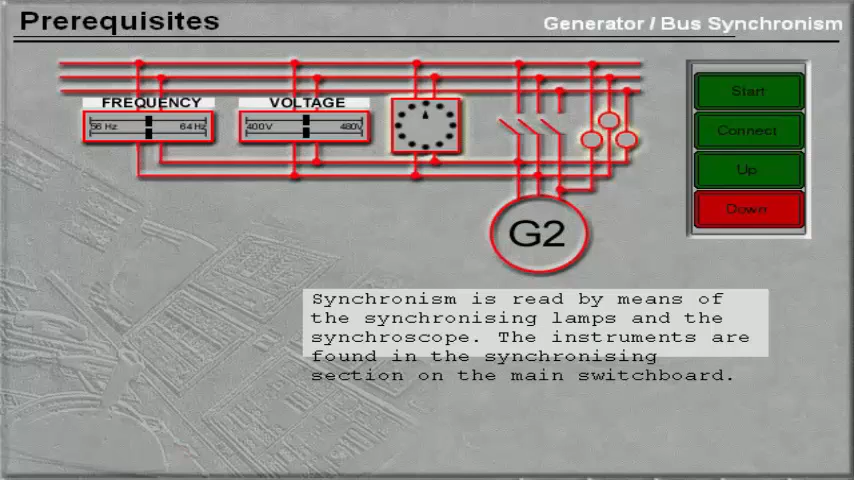 Prerequisites
Generator / Bus Synchronism
FREQUENCY
VOLTAGE
56 Hz
64 Hz
400V
480V
Start
Connect
Up
Down
G2
Synchronism is read by means of
the synchronising lamps and the
synchroscope. The instruments are
found in the synchronising
section on the main switchboard.